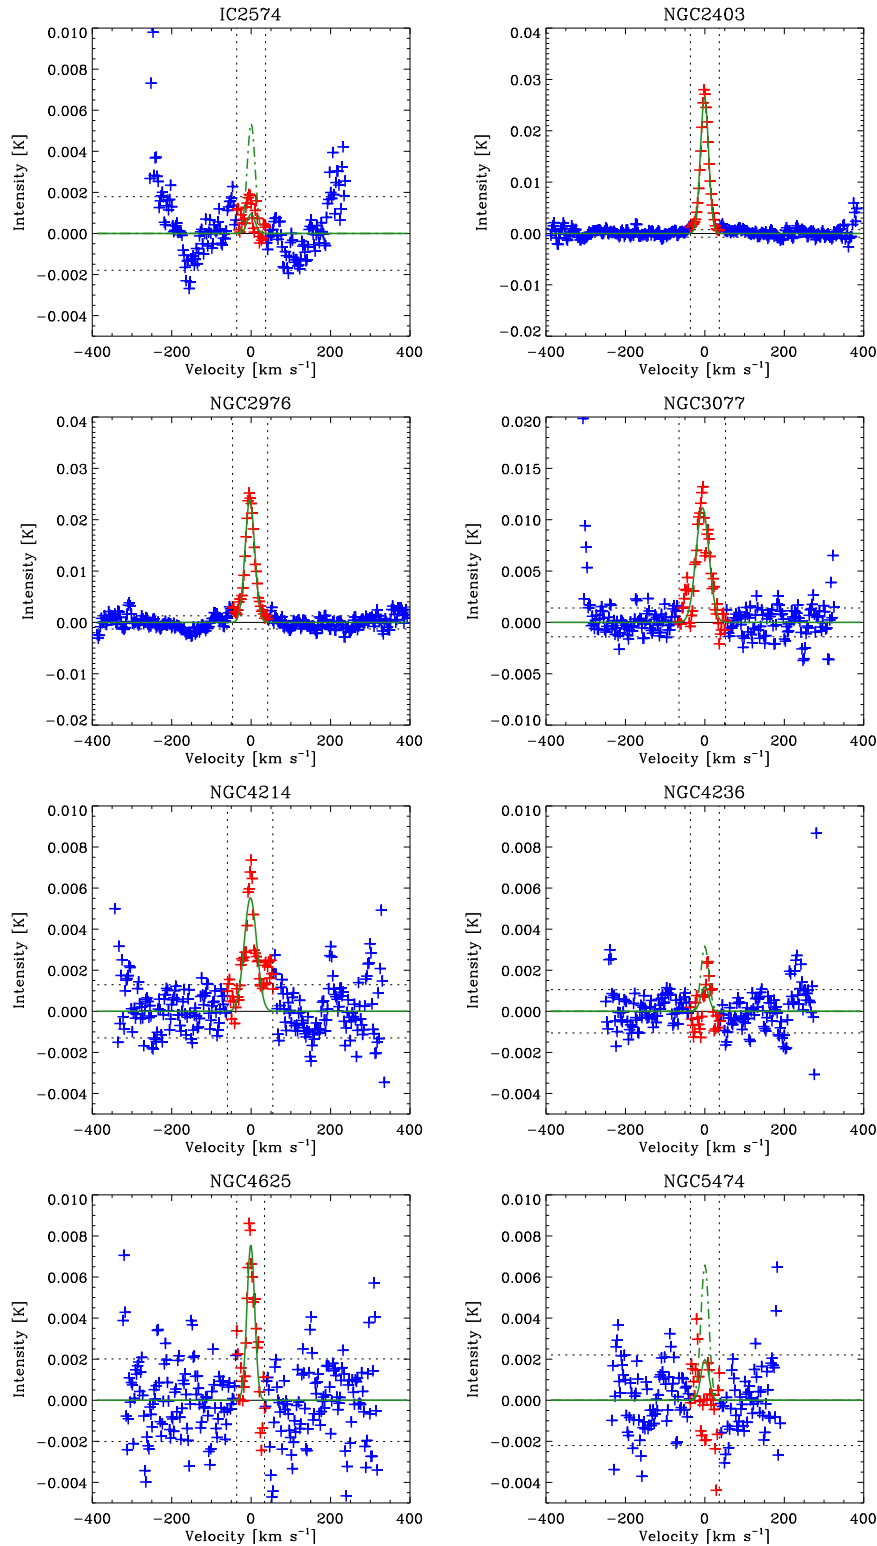 IC2574
0.010
0.008
0.006
0.004
0.002
0.000
−0.002
−0.004
Intensity [K]
−400 −200 0 200 400
Velocity [km s⁻¹]
NGC2403
0.04
0.03
0.02
0.01
0.00
−0.01
−0.02
Intensity [K]
−400 −200 0 200 400
Velocity [km s⁻¹]
NGC2976
0.04
0.03
0.02
0.01
0.00
−0.01
−0.02
Intensity [K]
−400 −200 0 200 400
Velocity [km s⁻¹]
NGC3077
0.020
0.015
0.010
0.005
0.000
−0.005
−0.010
Intensity [K]
−400 −200 0 200 400
Velocity [km s⁻¹]
NGC4214
0.010
0.008
0.006
0.004
0.002
0.000
−0.002
−0.004
Intensity [K]
−400 −200 0 200 400
Velocity [km s⁻¹]
NGC4236
0.010
0.008
0.006
0.004
0.002
0.000
−0.002
−0.004
Intensity [K]
−400 −200 0 200 400
Velocity [km s⁻¹]
NGC4625
0.010
0.008
0.006
0.004
0.002
0.000
−0.002
−0.004
Intensity [K]
−400 −200 0 200 400
Velocity [km s⁻¹]
NGC5474
0.010
0.008
0.006
0.004
0.002
0.000
−0.002
−0.004
Intensity [K]
−400 −200 0 200 400
Velocity [km s⁻¹]